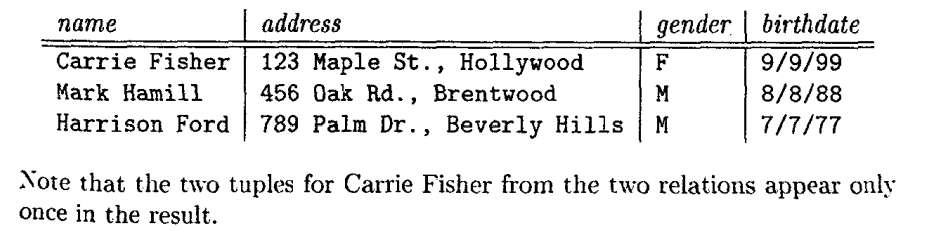 name address gender birthdate
Carrie Fisher 123 Maple St., Hollywood F 9/9/99
Mark Hamill 456 Oak Rd., Brentwood M 8/8/88
Harrison Ford 789 Palm Dr., Beverly Hills M 7/7/77
Note that the two tuples for Carrie Fisher from the two relations appear only
once in the result.